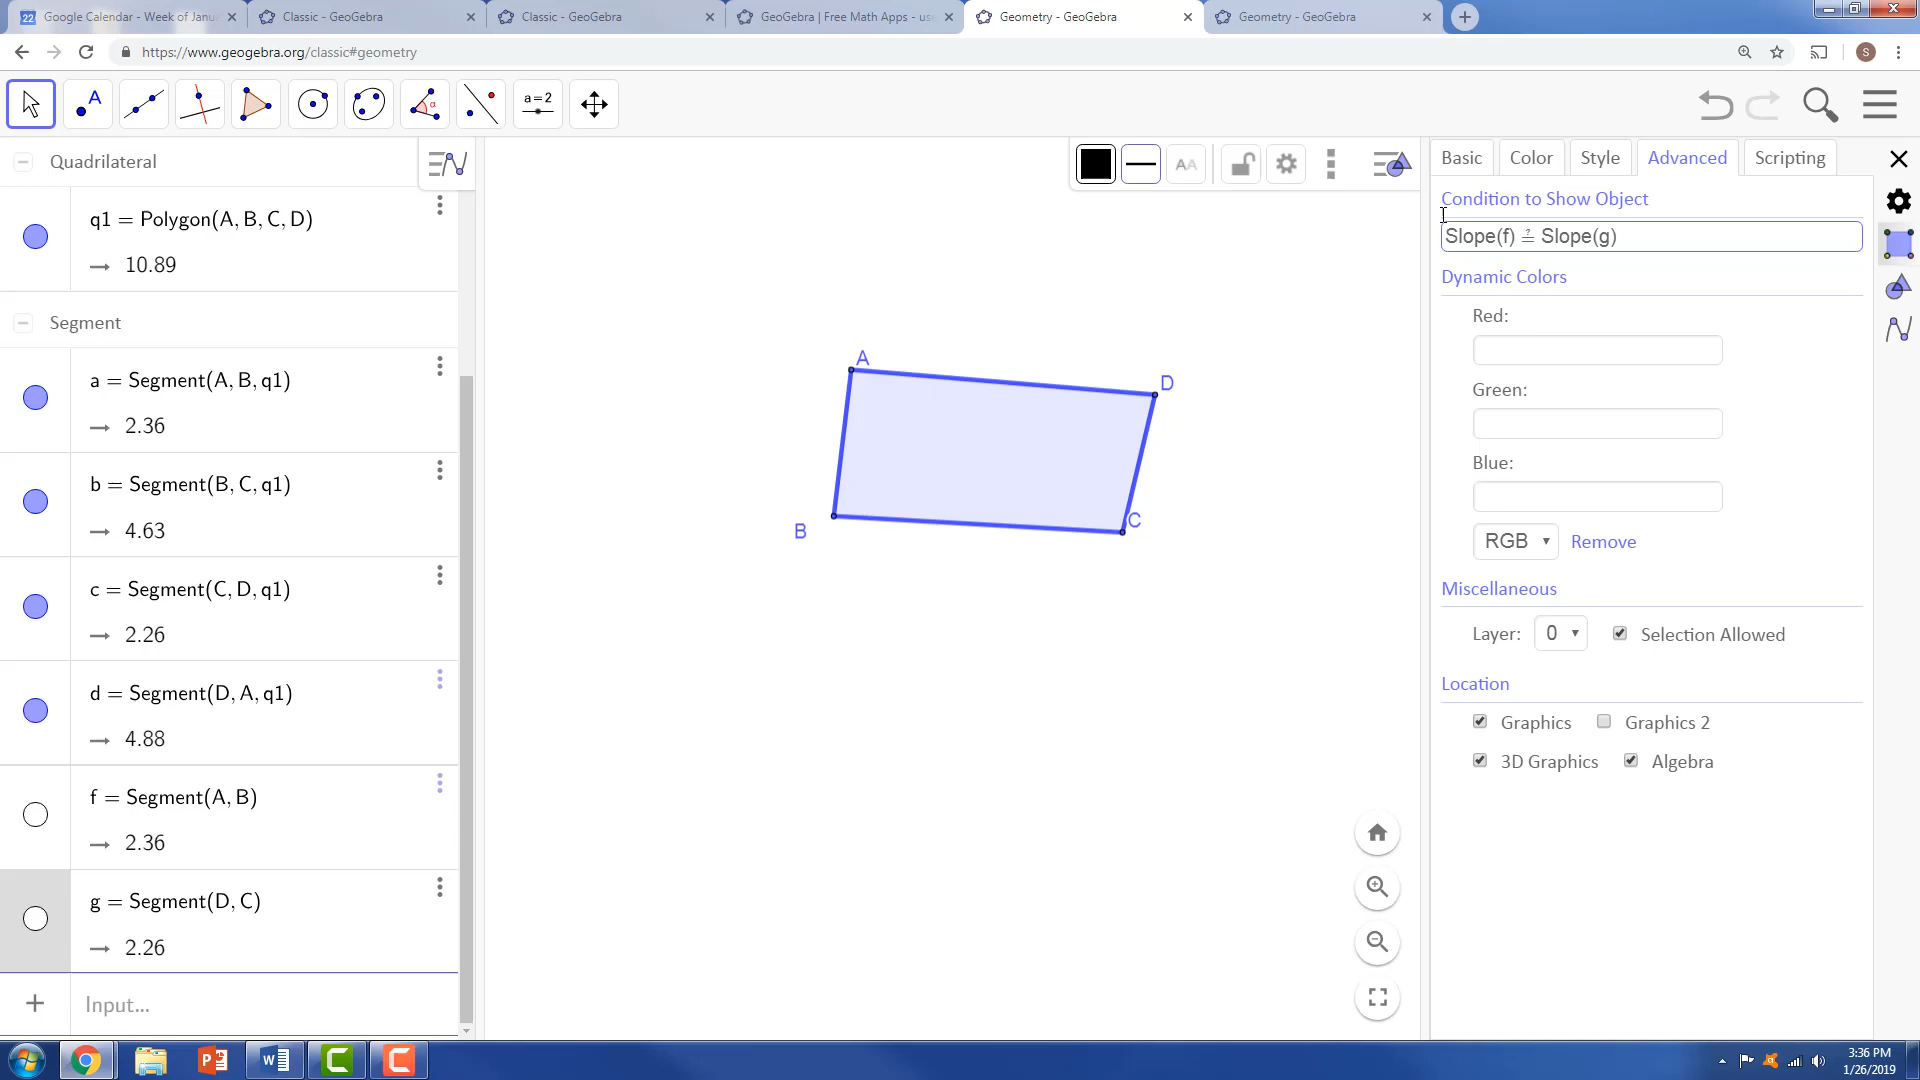 Google Calendar - Week of Janu
Classic - GeoGebra
Classic - GeoGebra
GeoGebra | Free Math Apps - us
Geometry - GeoGebra
Geometry - GeoGebra
https://www.geogebra.org/classic#geometry
S
A
α
a=2
Quadrilateral
q1 = Polygon(A, B, C, D)
→ 10.89
Segment
a = Segment(A, B, q1)
→ 2.36
b = Segment(B, C, q1)
→ 4.63
c = Segment(C, D, q1)
→ 2.26
d = Segment(D, A, q1)
→ 4.88
f = Segment(A, B)
→ 2.36
g = Segment(D, C)
→ 2.26
+ Input...
AA
A
D
B
C
Basic
Color
Style
Advanced
Scripting
Condition to Show Object
Slope(f) ≟ Slope(g)
Dynamic Colors
Red:
Green:
Blue:
RGB
Remove
Miscellaneous
Layer: 0 Selection Allowed
Location
Graphics
Graphics 2
3D Graphics
Algebra
3:36 PM
1/26/2019